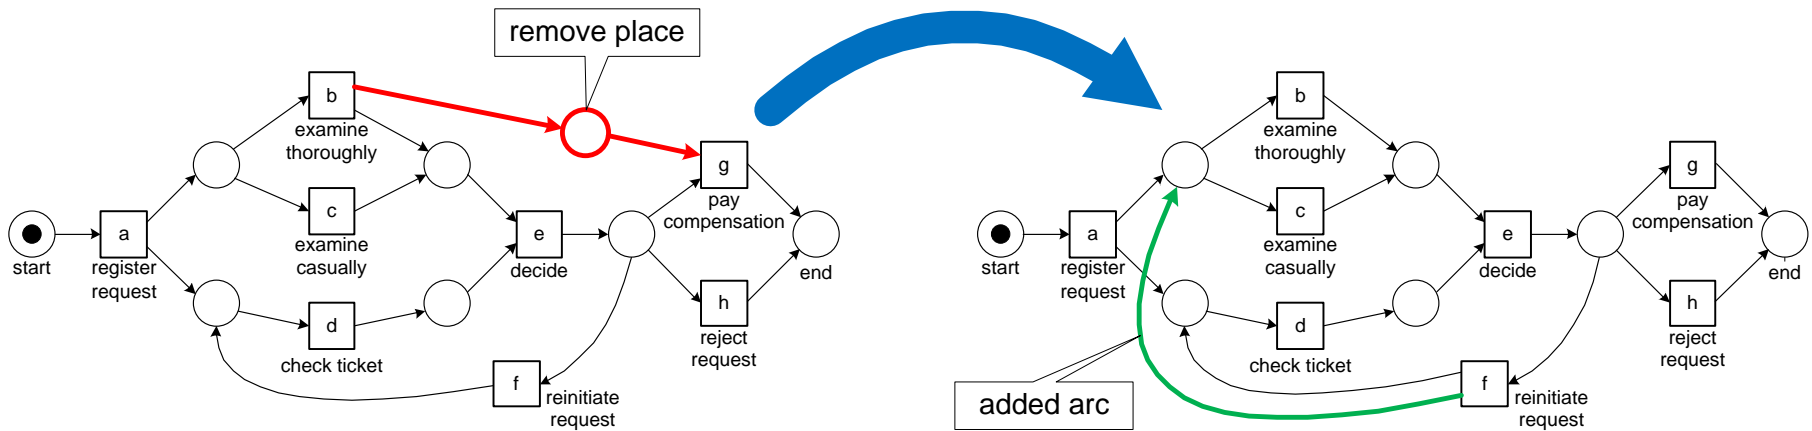 remove place
b
examine
thoroughly
g
pay
compensation
c
examine
casually
a
register
request
start
e
decide
end
h
reject
request
d
check ticket
f
reinitiate
request
b
examine
thoroughly
g
pay
compensation
c
examine
casually
a
register
request
start
e
decide
end
h
reject
request
d
check ticket
f
reinitiate
request
added arc